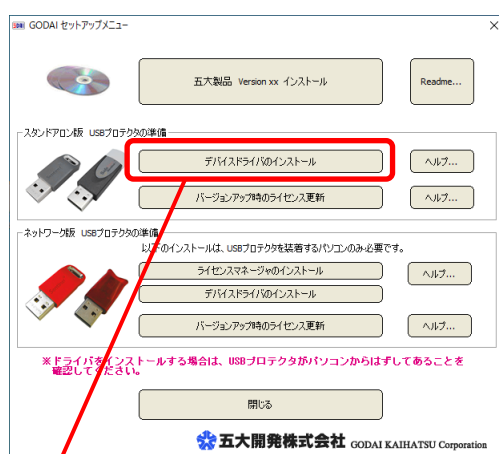 GODAI セットアップメニュー
五大製品 Version xx インストール
Readme...
スタンドアロン版 USBプロテクタの準備
デバイスドライバのインストール
ヘルプ...
バージョンアップ時のライセンス更新
ヘルプ...
ネットワーク版 USBプロテクタの準備
以下のインストールは、USBプロテクタを装着するパソコンのみ必要です。
ライセンスマネージャのインストール
ヘルプ...
デバイスドライバのインストール
バージョンアップ時のライセンス更新
ヘルプ...
※ドライバをインストールする場合は、USBプロテクタがパソコンからはずしてあることを
確認してください。
閉じる
五大開発株式会社 GODAI KAIHATSU Corporation